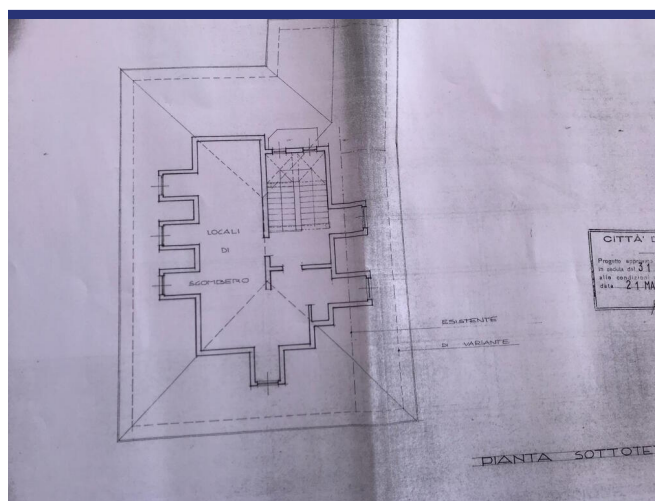 LOCALI
DI
SGOMBERO
ESISTENTE
DI VARIANTE
CITTA' D
Progetto
in seduta del 31
alle condizioni
data 21 MA
PIANTA SOTTOTE